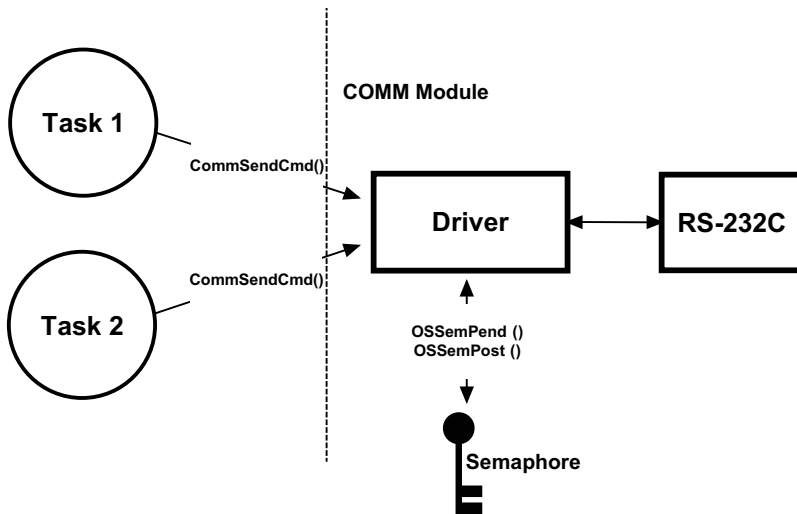 Task 1
COMM Module
CommSendCmd()
Driver
RS-232C
CommSendCmd()
Task 2
OSSemPend ()
OSSemPost ()
Semaphore